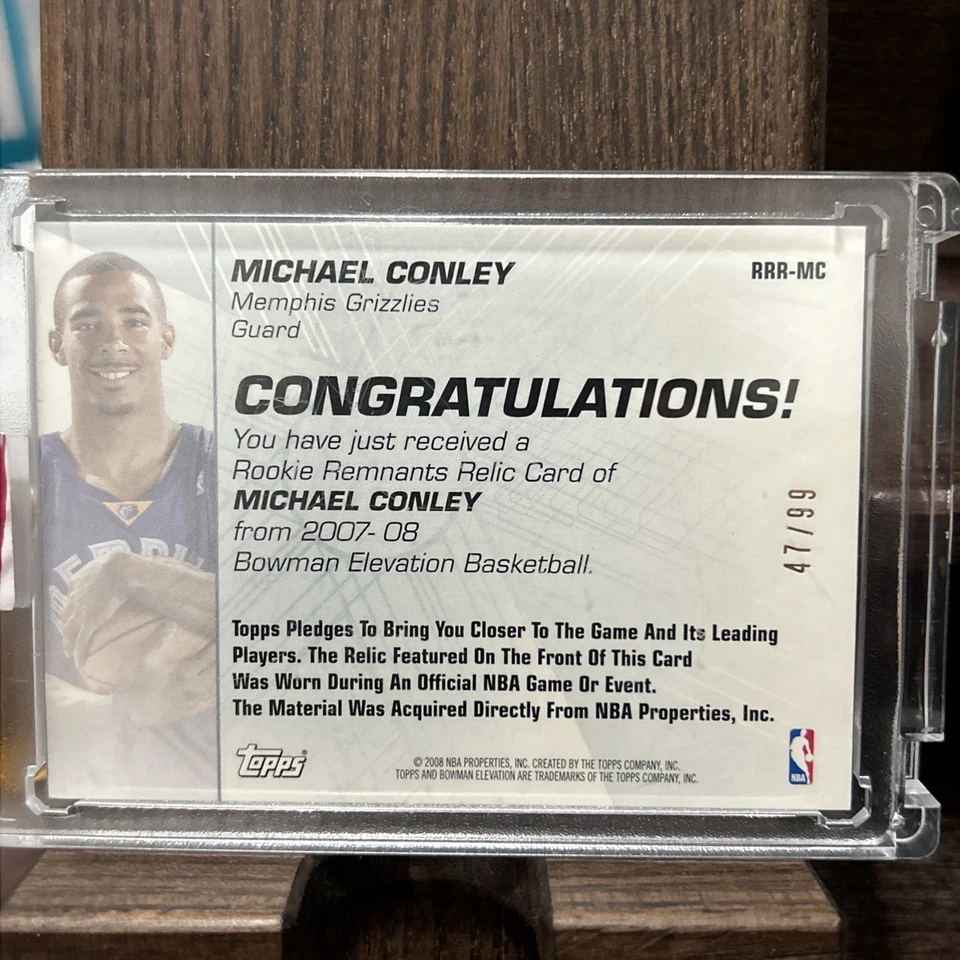 MICHAEL CONLEY
RRR-MC
Memphis Grizzlies
Guard
CONGRATULATIONS!
You have just received a
Rookie Remnants Relic Card of
MICHAEL CONLEY
from 2007- 08
Bowman Elevation Basketball.
47/99
Topps Pledges To Bring You Closer To The Game And Its Leading
Players. The Relic Featured On The Front Of This Card
Was Worn During An Official NBA Game Or Event.
The Material Was Acquired Directly From NBA Properties, Inc.
Topps®
© 2008 NBA PROPERTIES, INC. CREATED BY THE TOPPS COMPANY, INC.
TOPPS AND BOWMAN ELEVATION ARE TRADEMARKS OF THE TOPPS COMPANY, INC.
NBA